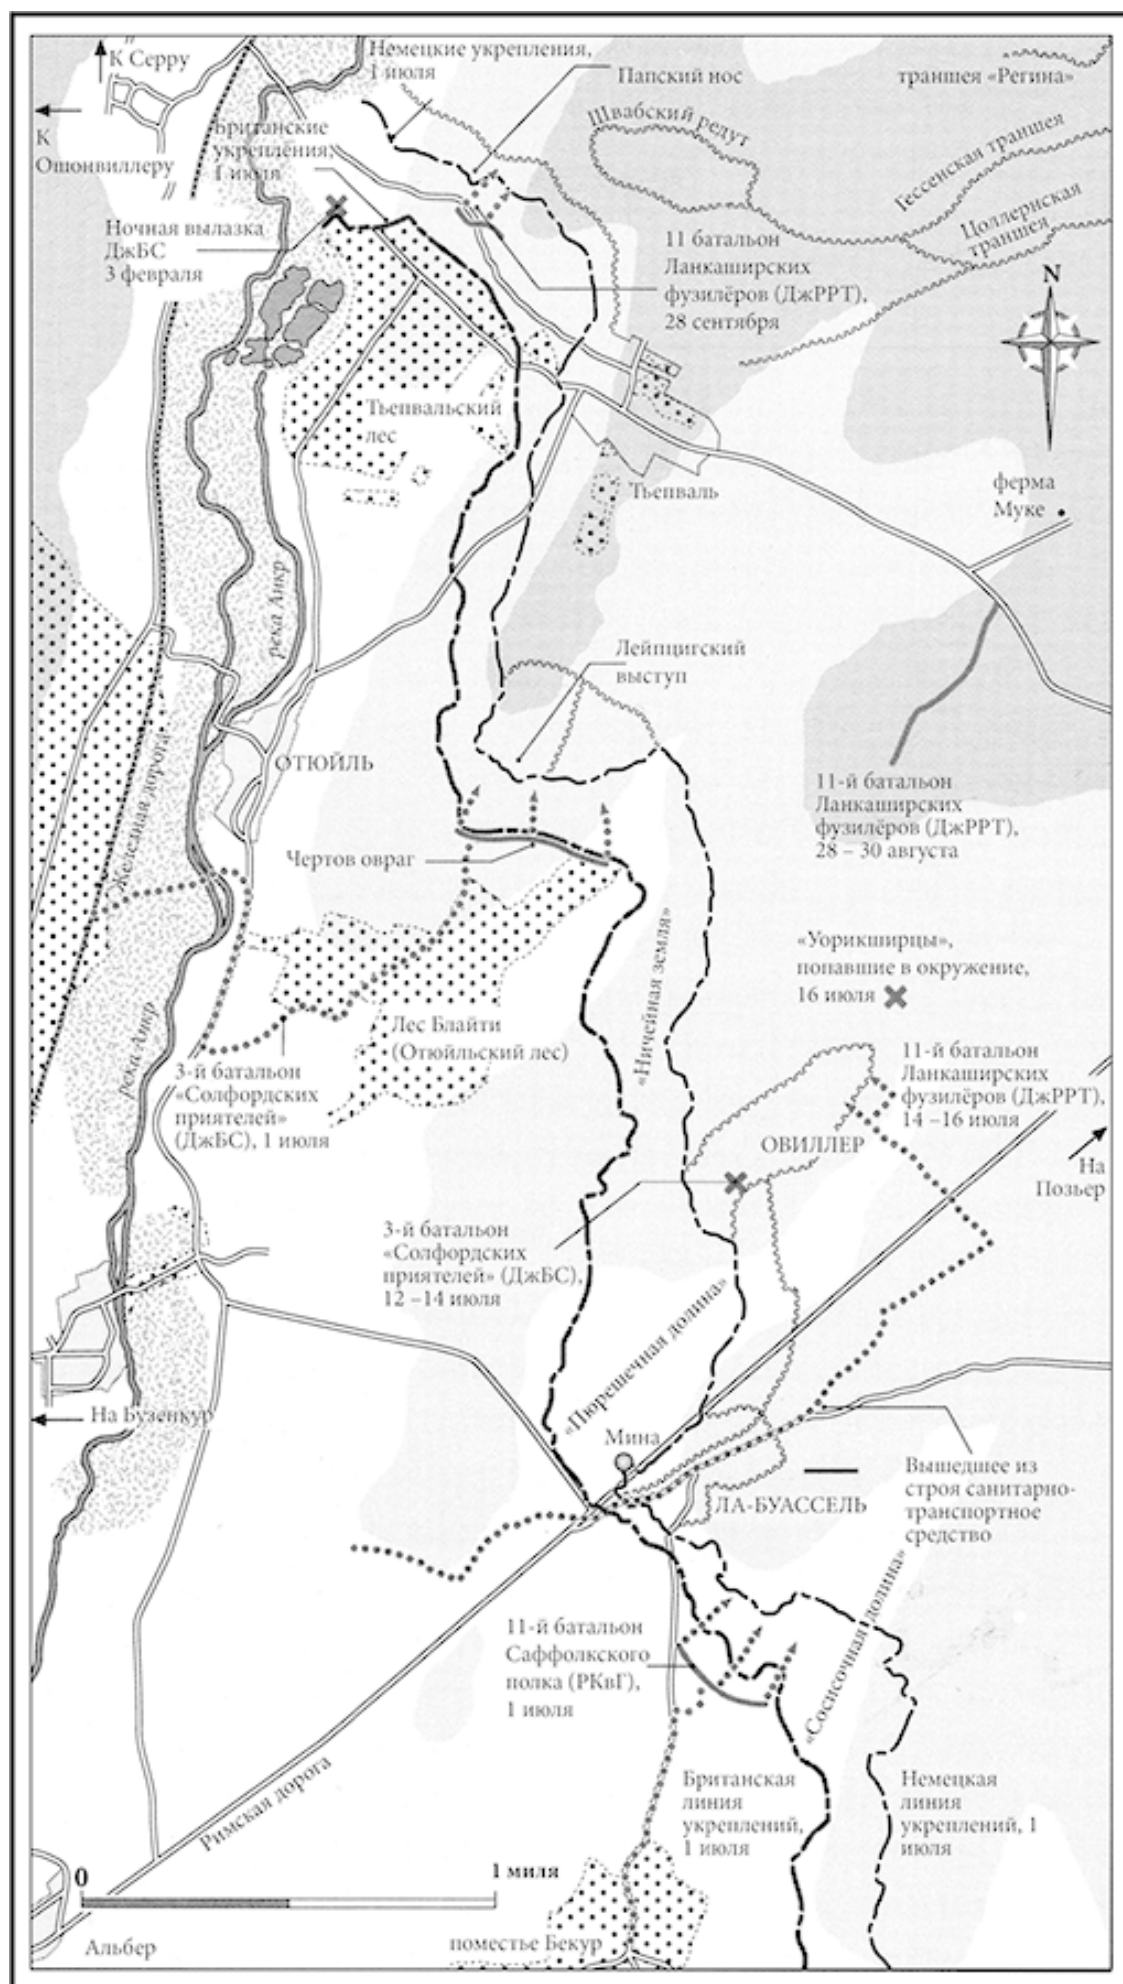 К Серру
К
Ошонвиллеру
Немецкие укрепления,
1 июля
Папский нос
траншея «Регина»
Швабский редут
Гессенская траншея
Цоллернская
траншея
Британские
укрепления,
1 июля
Ночная вылазка
ДжБС
3 февраля
11 батальон
Ланкаширских
фузилёров (ДжРРТ),
28 сентября
N
Тьепвальский
лес
Тьепваль
ферма
Муке
река Анкр
Лейпцигский
выступ
ОТЮЙЛЬ
Железная дорога
Чертов овраг
11-й батальон
Ланкаширских
фузилёров (ДжРРТ),
28 – 30 августа
«Ничейная земля»
«Уорикширцы»,
попавшие в окружение,
16 июля
Лес Блайти
(Отюйльский лес)
река Анкр
3-й батальон
«Солфордских
приятелей»
(ДжБС), 1 июля
11-й батальон
Ланкаширских
фузилёров (ДжРРТ),
14 –16 июля
ОВИЛЛЕР
На
Позьер
3-й батальон
«Солфордских
приятелей» (ДжБС),
12 –14 июля
«Пюрешечная долина»
На Бузенкур
Мина
Вышедшее из
строя санитарно-
транспортное
средство
ЛА-БУАССЕЛЬ
11-й батальон
Саффолкского
полка (РКвГ),
1 июля
«Сосисочная долина»
Римская дорога
Британская
линия
укреплений,
1 июля
Немецкая
линия
укреплений, 1
июля
0
1 миля
Альбер
поместье Бекур